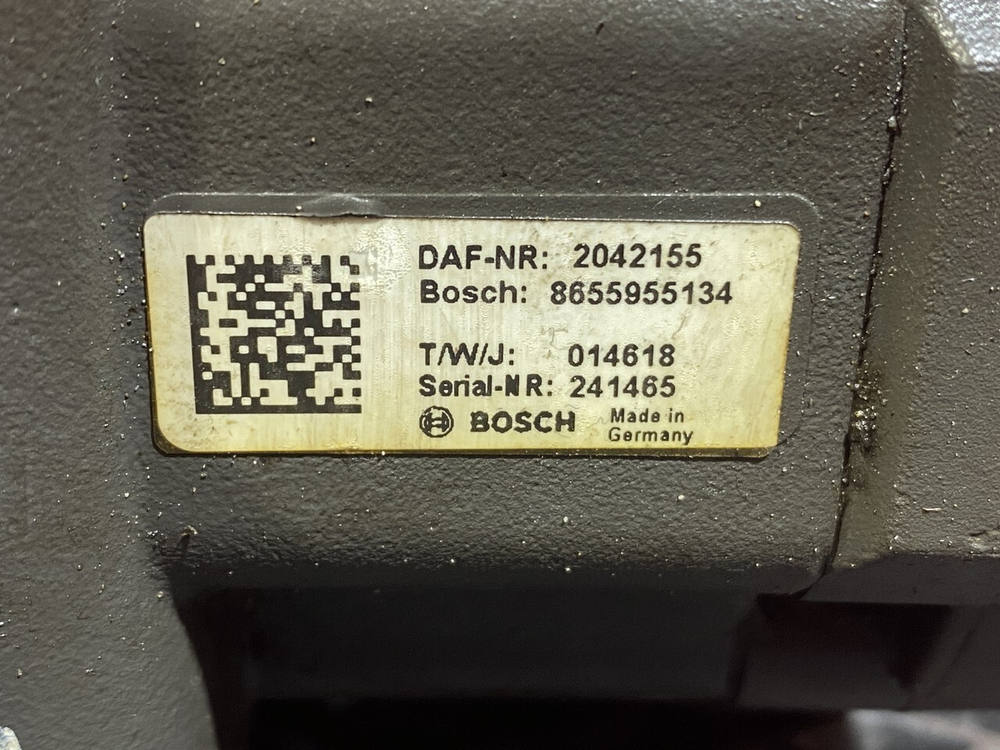 DAF-NR: 2042155
Bosch: 8655955134
T/W/J: 014618
Serial-NR: 241465
BOSCH
Made in
Germany